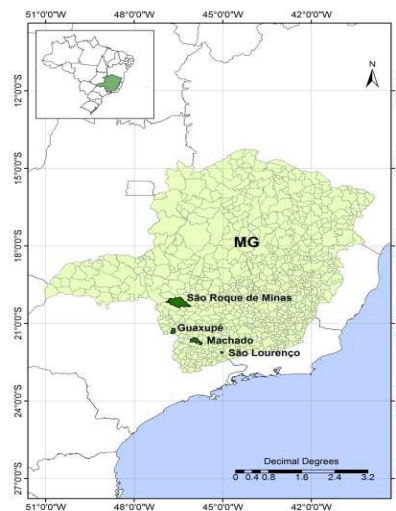 51°0'0"W 48°0'0"W 45°0'0"W 42°0'0"W
N
12°0'0"S
15°0'0"S
18°0'0"S
21°0'0"S
24°0'0"S
27°0'0"S
MG
São Roque de Minas
Guaxupé
Machado
São Lourenço
Decimal Degrees
0 0.4 0.8 1.6 2.4 3.2
51°0'0"W 48°0'0"W 45°0'0"W 42°0'0"W